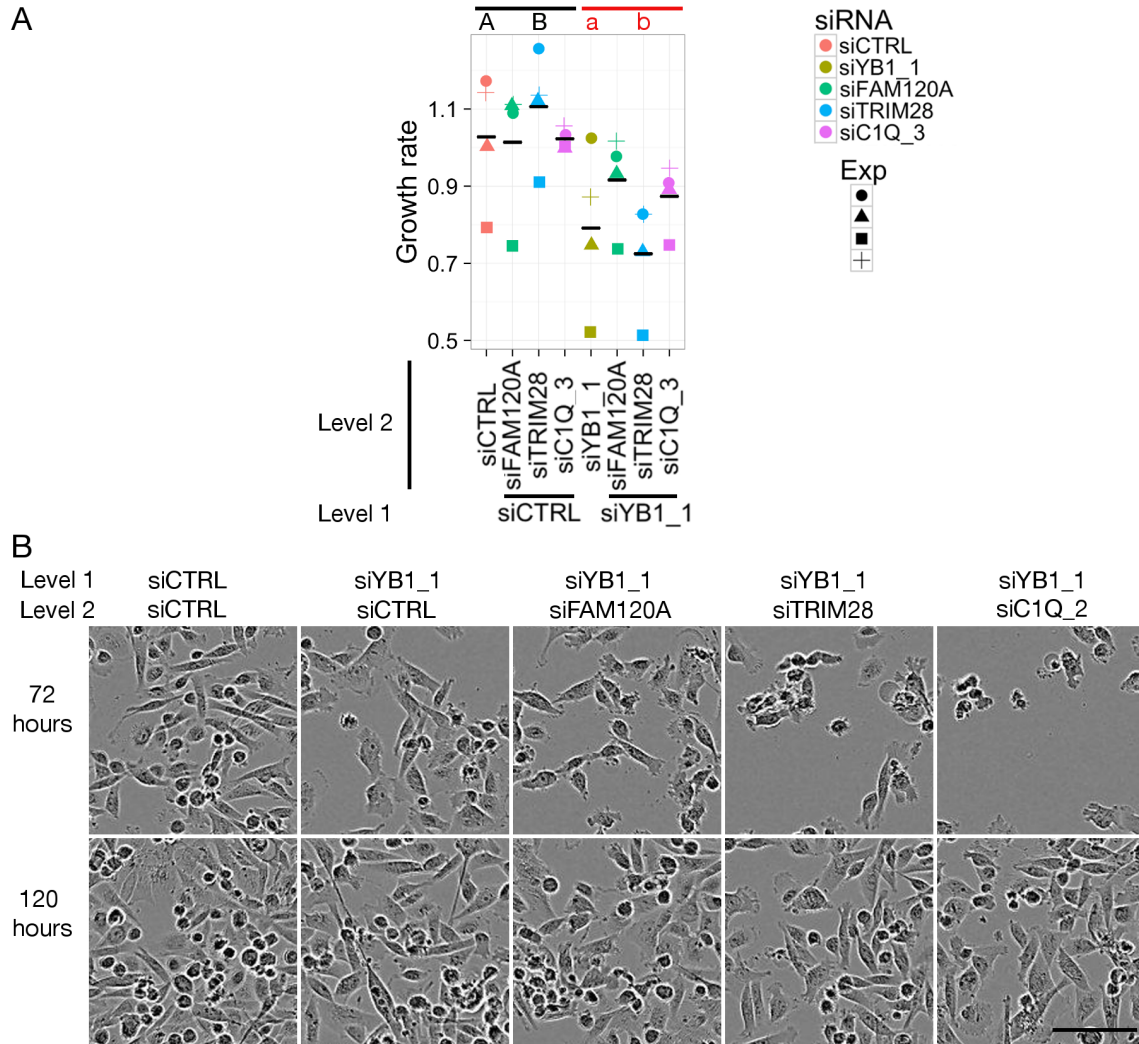 A
A B a b
Growth rate
1.1
0.9
0.7
0.5
siCTRL
siFAM120A
siTRIM28
siC1Q_3
siYB1_1
siFAM120A
siTRIM28
siC1Q_3
Level 2
Level 1 siCTRL siYB1_1
siRNA
siCTRL
siYB1_1
siFAM120A
siTRIM28
siC1Q_3
Exp
B
Level 1 siCTRL siYB1_1 siYB1_1 siYB1_1 siYB1_1
Level 2 siCTRL siCTRL siFAM120A siTRIM28 siC1Q_2
72
hours
120
hours